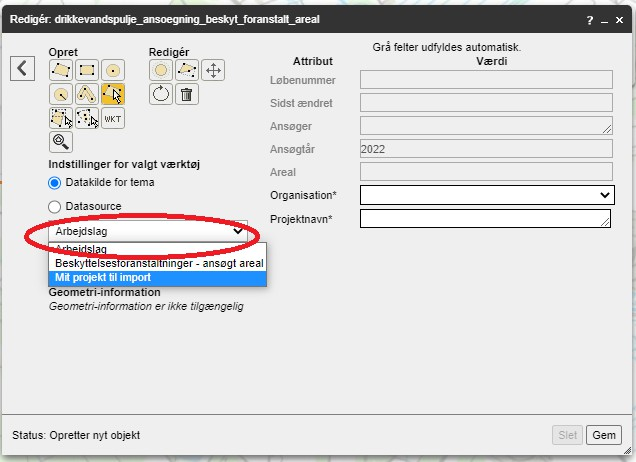 Redigér: drikkevandspulje_ansoegning_beskyt_foranstalt_areal
Opret
Redigér
WKT
Indstillinger for valgt værktøj
Datakilde for tema
Datasource
Arbejdslag
Arbejdslag
Beskyttelsesforanstaltninger - ansøgt areal
Mit projekt til import
Geometri-information
Geometri-information er ikke tilgængelig
Grå felter udfyldes automatisk.
Attribut Værdi
Løbenummer
Sidst ændret
Ansøger
Ansøgtår 2022
Areal
Organisation*
Projektnavn*
Status: Opretter nyt objekt
Slet Gem